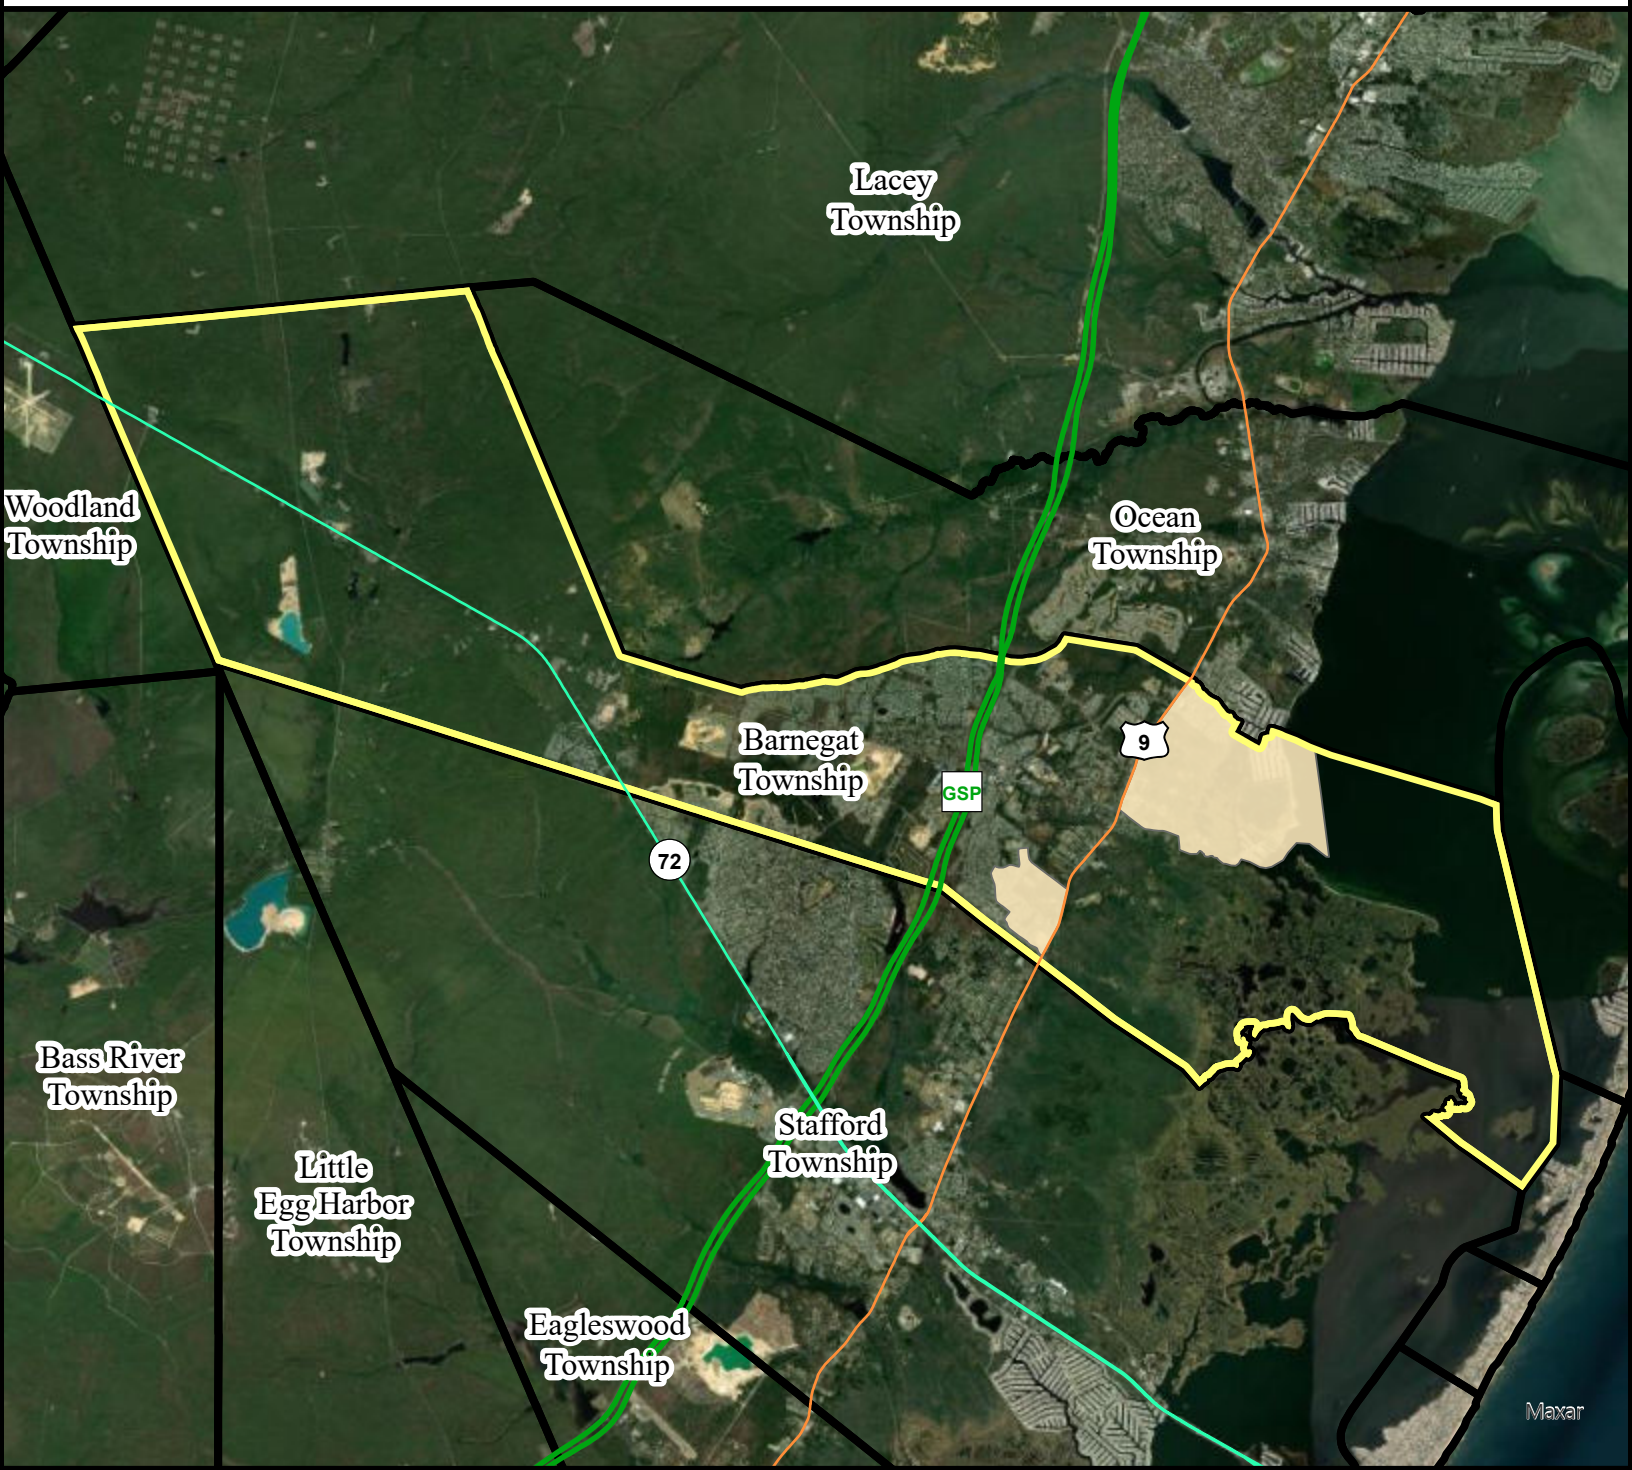 Lacey
Township
Woodland
Township
Ocean
Township
Barnegat
Township
9
GSP
72
Bass River
Township
Stafford
Township
Little
Egg Harbor
Township
Eagleswood
Township
Maxar